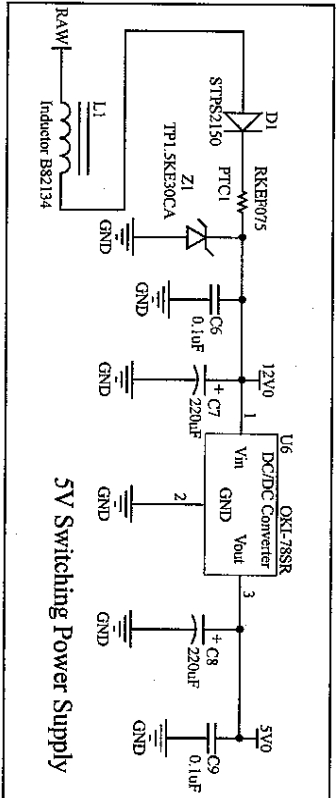 RAW
L1
Inductor B82134
D1
STPS2150
RKEF075
PTC1
Z1
TP1.5KE30CA
GND
C6
0.1uF
GND
12V0
+ C7
220uF
GND
1
U6
OKI-78SR
DC/DC Converter
Vin
Vout
GND
2
GND
3
+ C8
220uF
GND
5V0
C9
0.1uF
GND
5V Switching Power Supply